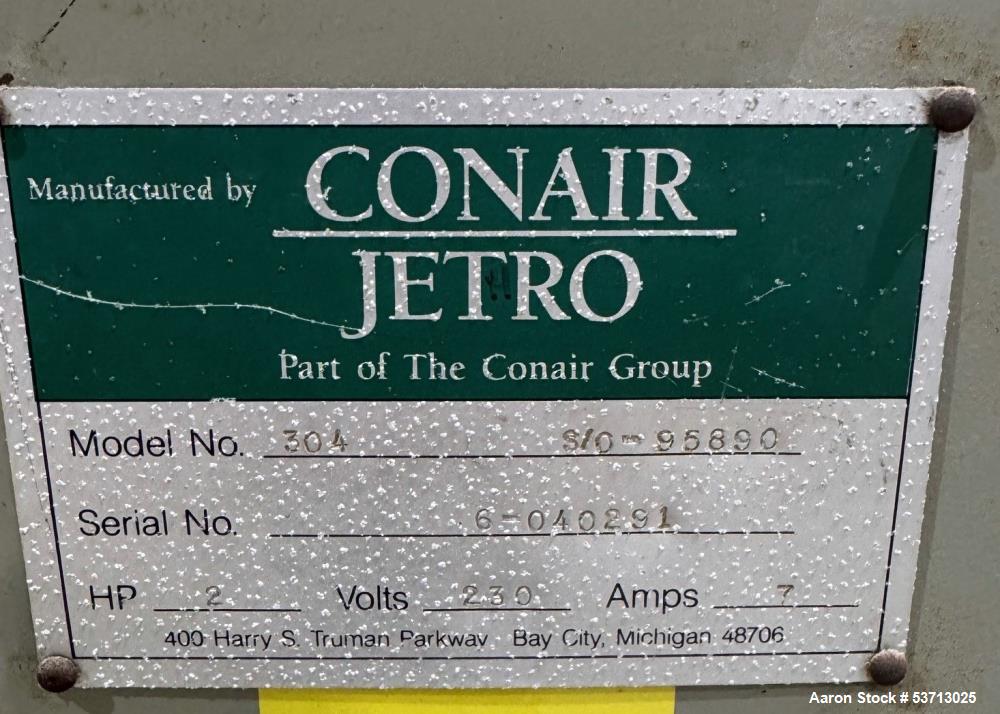 Manufactured by CONAIR
JETRO
Part of The Conair Group
Model No. 304 S/O-95890
Serial No. 6-040291
HP 2 Volts 230 Amps 7
400 Harry S. Truman Parkway Bay City, Michigan 48706
Aaron Stock # 53713025